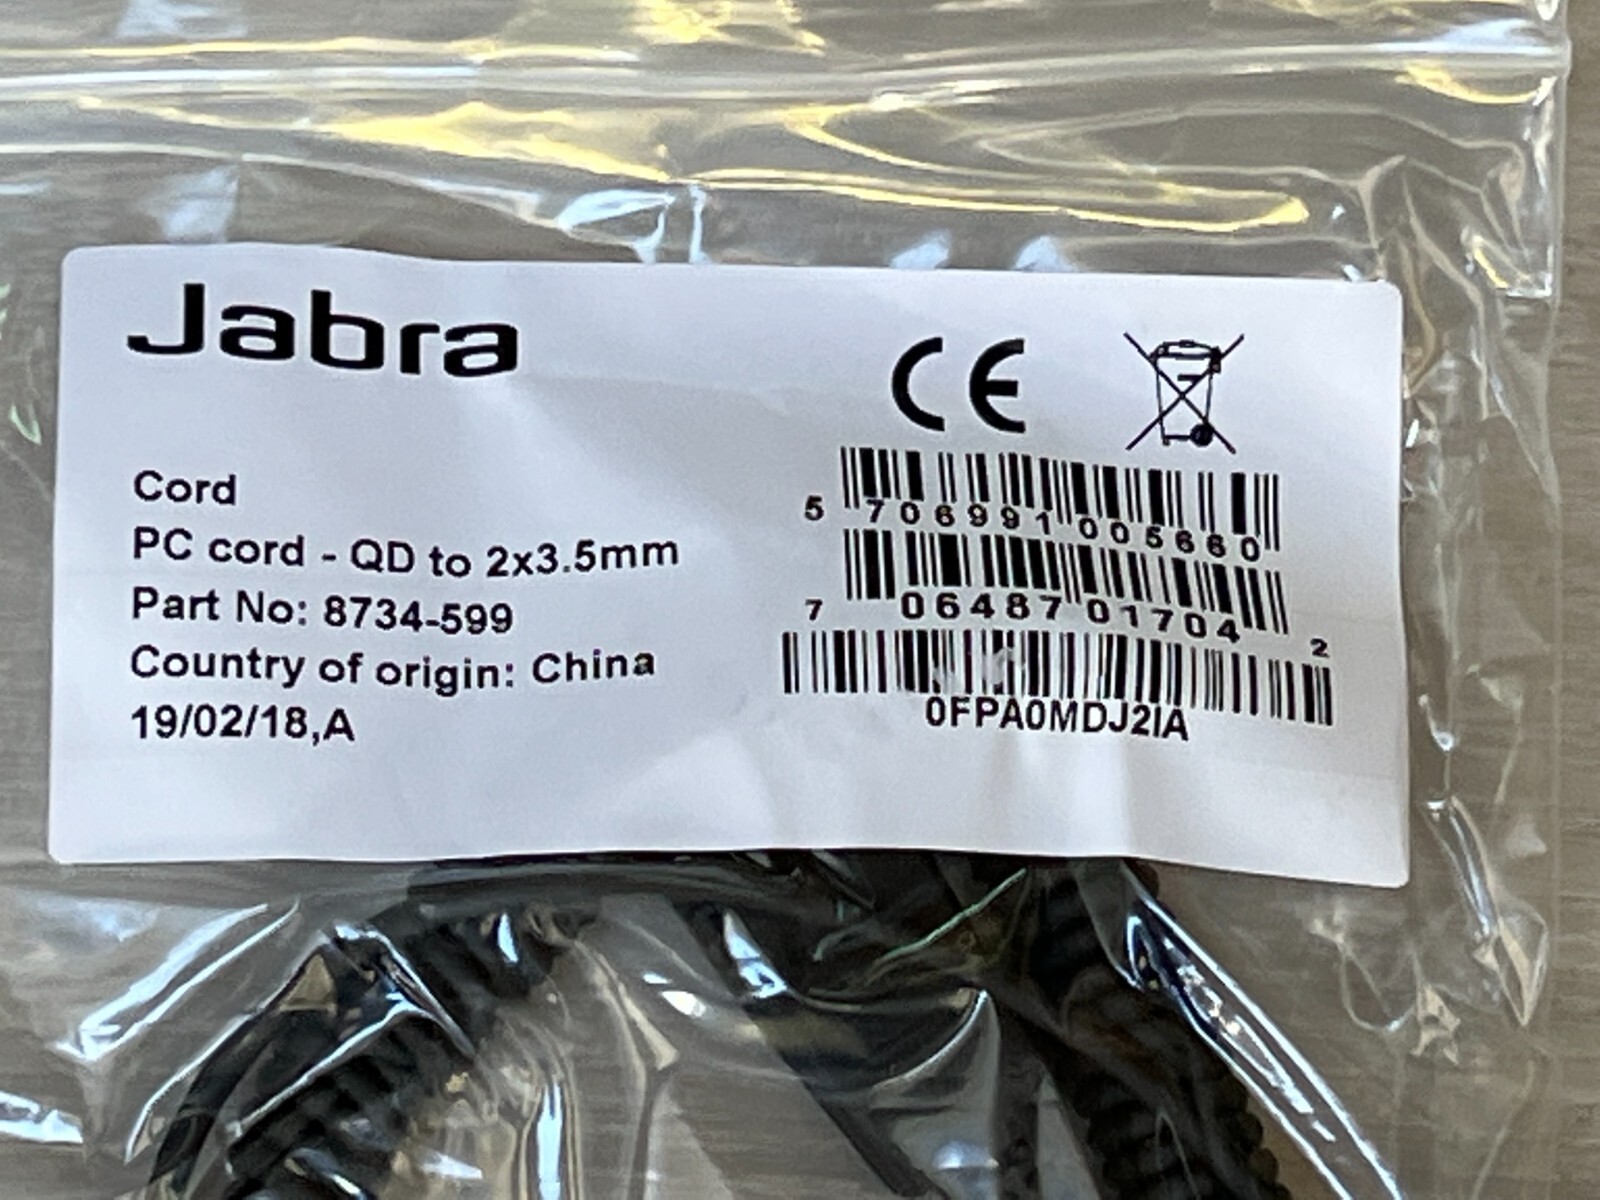 Jabra
CE
Cord
PC cord - QD to 2x3.5mm
Part No: 8734-599
Country of origin: China
19/02/18,A
5 706991 005660
7 06487 01704 2
0FPA0MDJ2IA